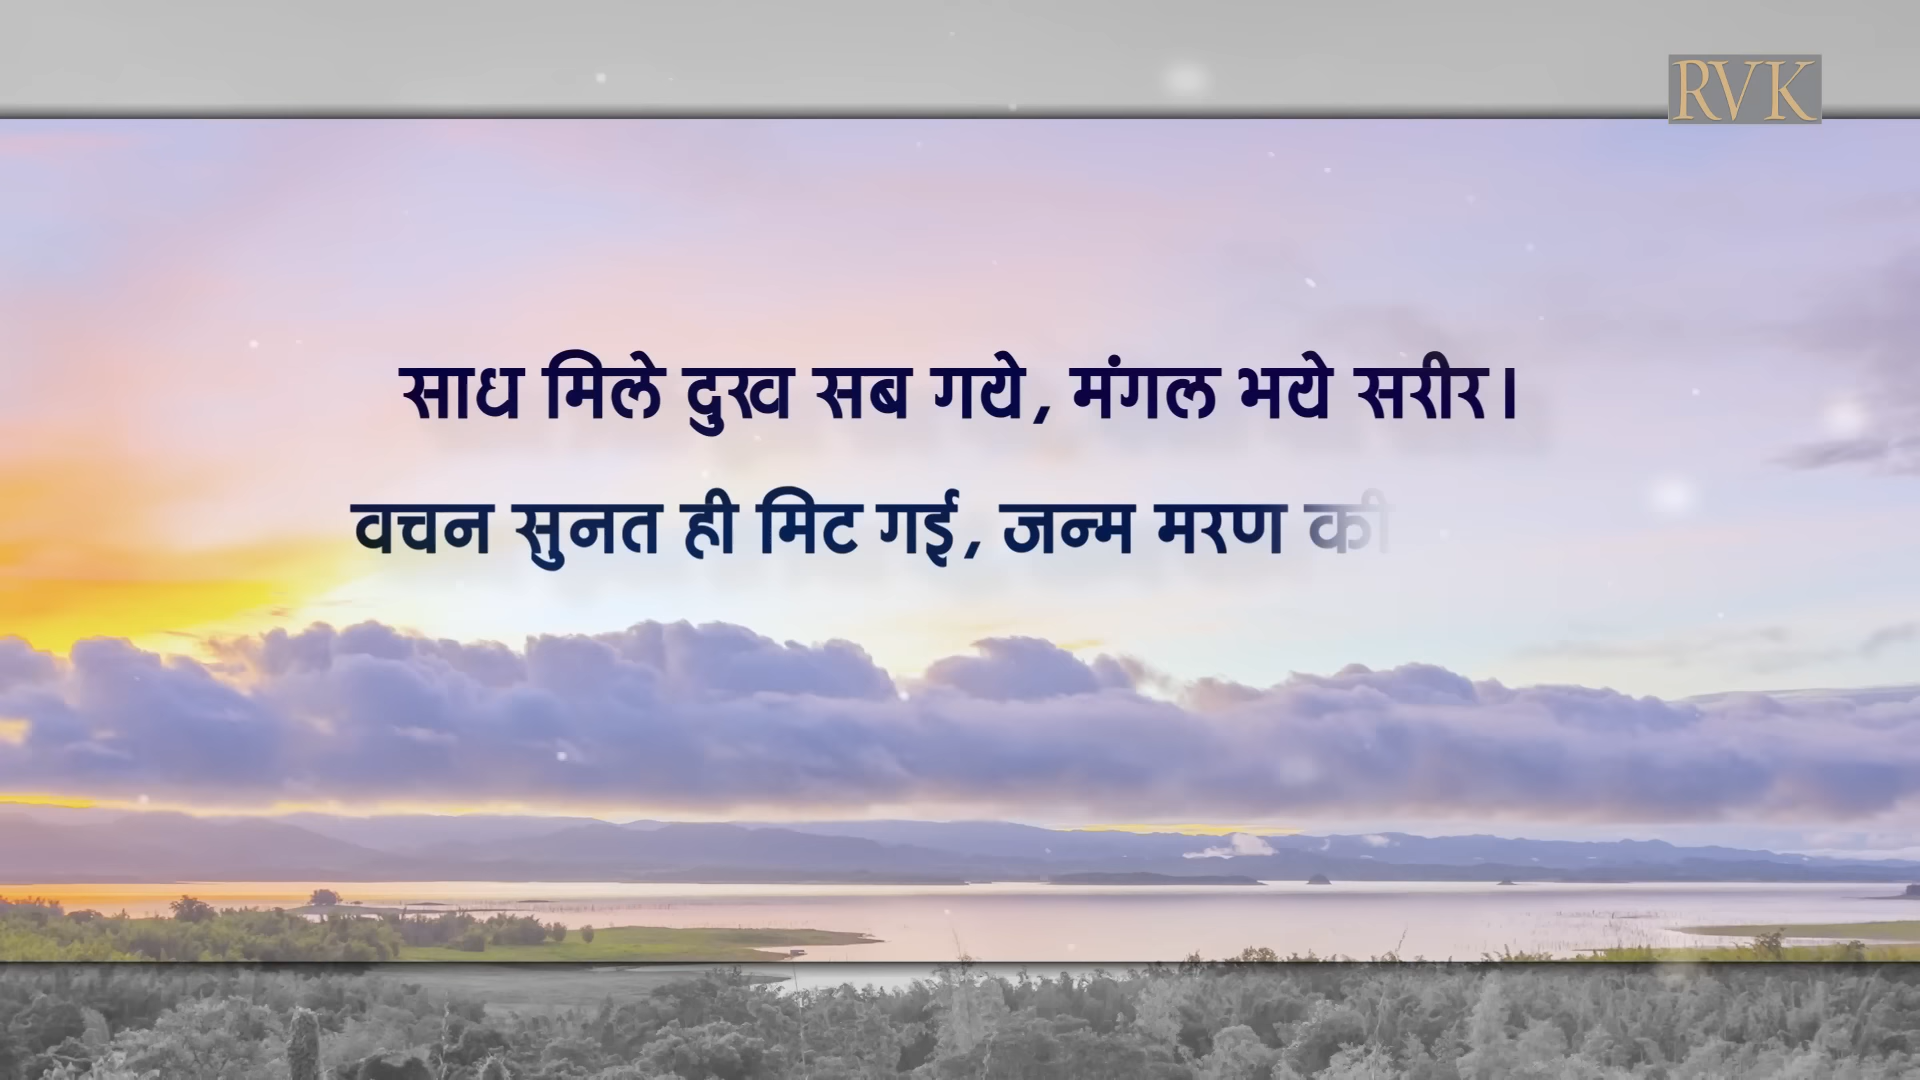 RVK
साध मिले दुख सब गये, मंगल भये सरीर।
वचन सुनत ही मिट गई, जन्म मरण की